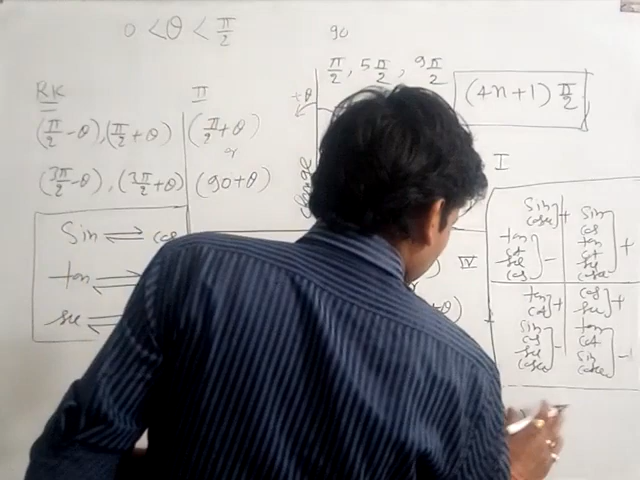 0 < θ < π/2
90
π/2, 5π/2, 9π/2
(4n+1) π/2
RK
(π/2 - θ), (π/2 + θ)
(3π/2 - θ), (3π/2 + θ)
Sin ⇌ cos
tan ⇌
sec ⇌
II
(π/2 + θ)
or
(90 + θ)
+θ
change
I
IV
θ)
Sin
cosec
+
tan
cot
sec
cos
-
Sin
cos
tan
cot
sec
cosec
+
tan
cot
+
sin
cos
sec
cosec
-
cos
sec
+
tan
cot
sin
cosec
-